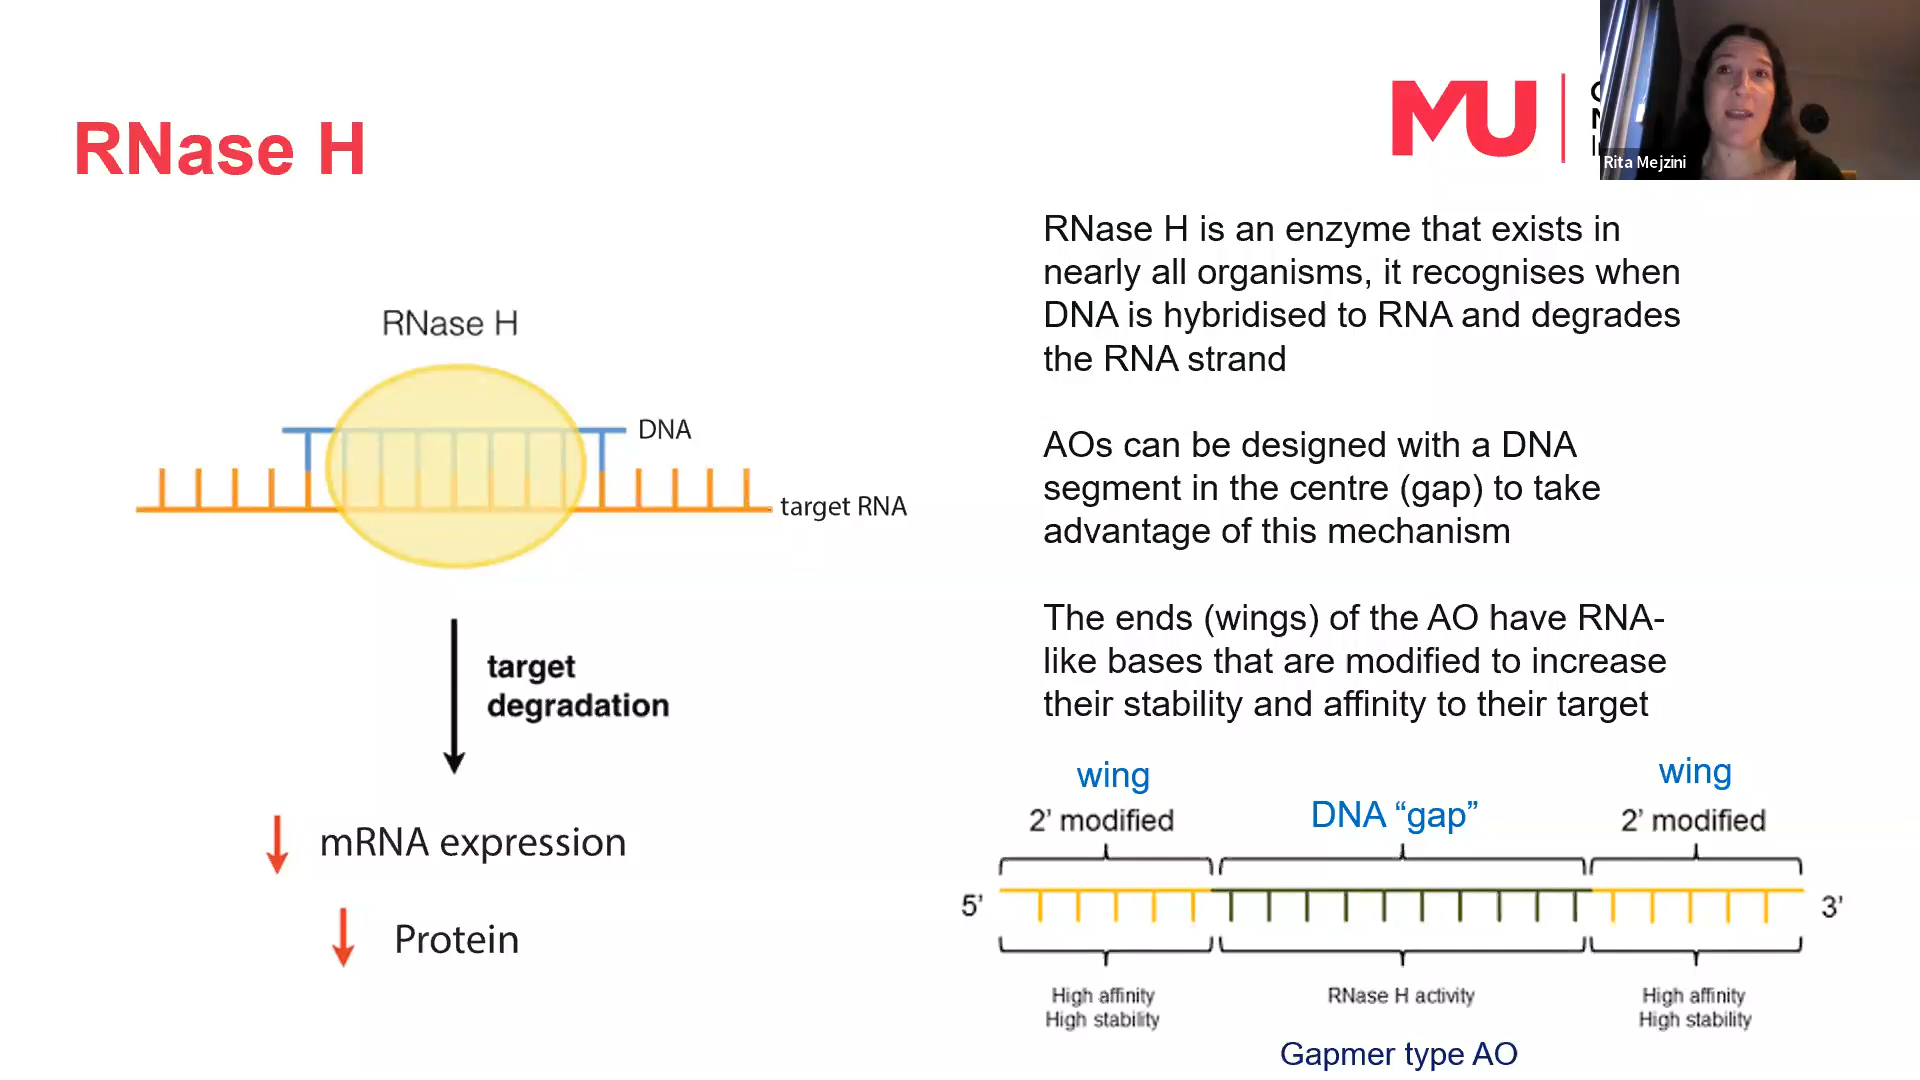 RNase H
MU
Rita Mejzini
RNase H is an enzyme that exists in
nearly all organisms, it recognises when
DNA is hybridised to RNA and degrades
the RNA strand
AOs can be designed with a DNA
segment in the centre (gap) to take
advantage of this mechanism
The ends (wings) of the AO have RNA-
like bases that are modified to increase
their stability and affinity to their target
RNase H
DNA
target RNA
target
degradation
mRNA expression
Protein
wing
2’ modified
DNA “gap”
wing
2’ modified
5’
3’
High affinity
High stability
RNase H activity
High affinity
High stability
Gapmer type AO